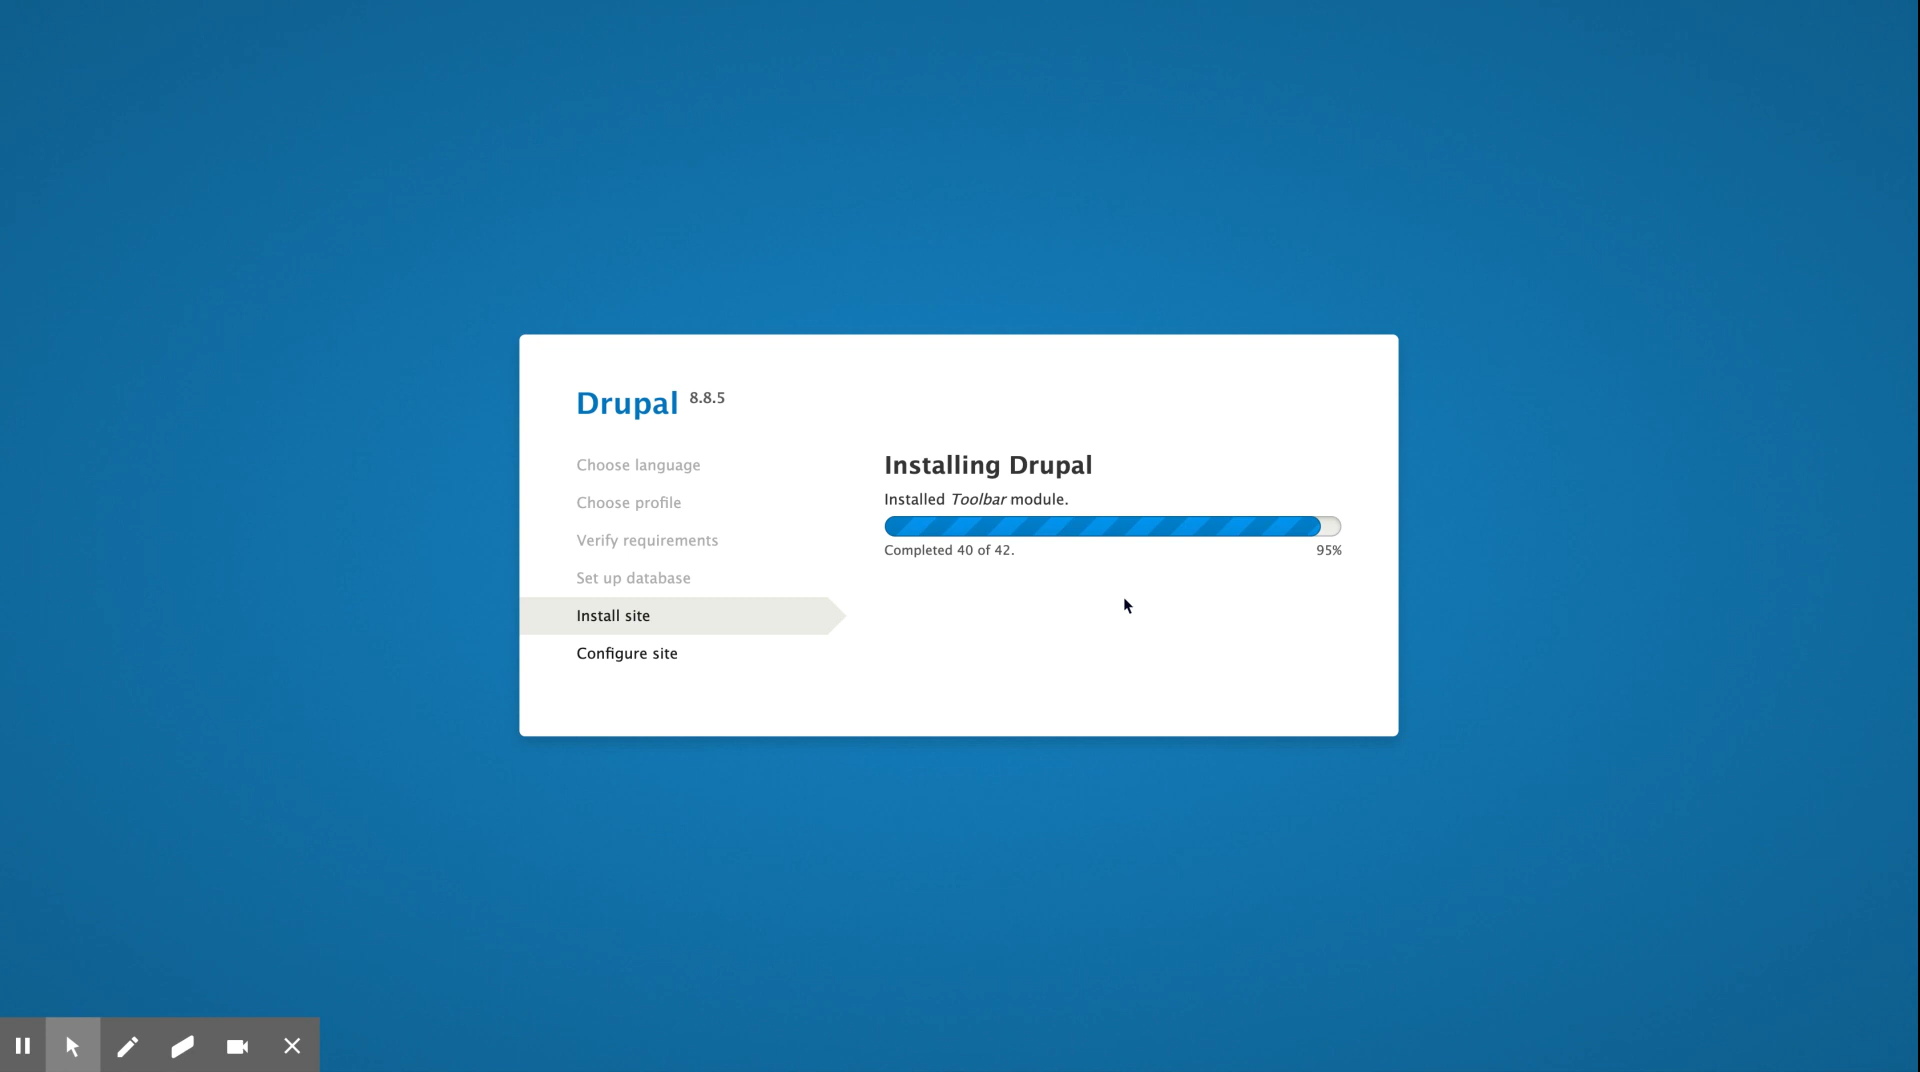 Drupal 8.8.5
Choose language
Choose profile
Verify requirements
Set up database
Install site
Configure site
Installing Drupal
Installed Toolbar module.
Completed 40 of 42. 95%